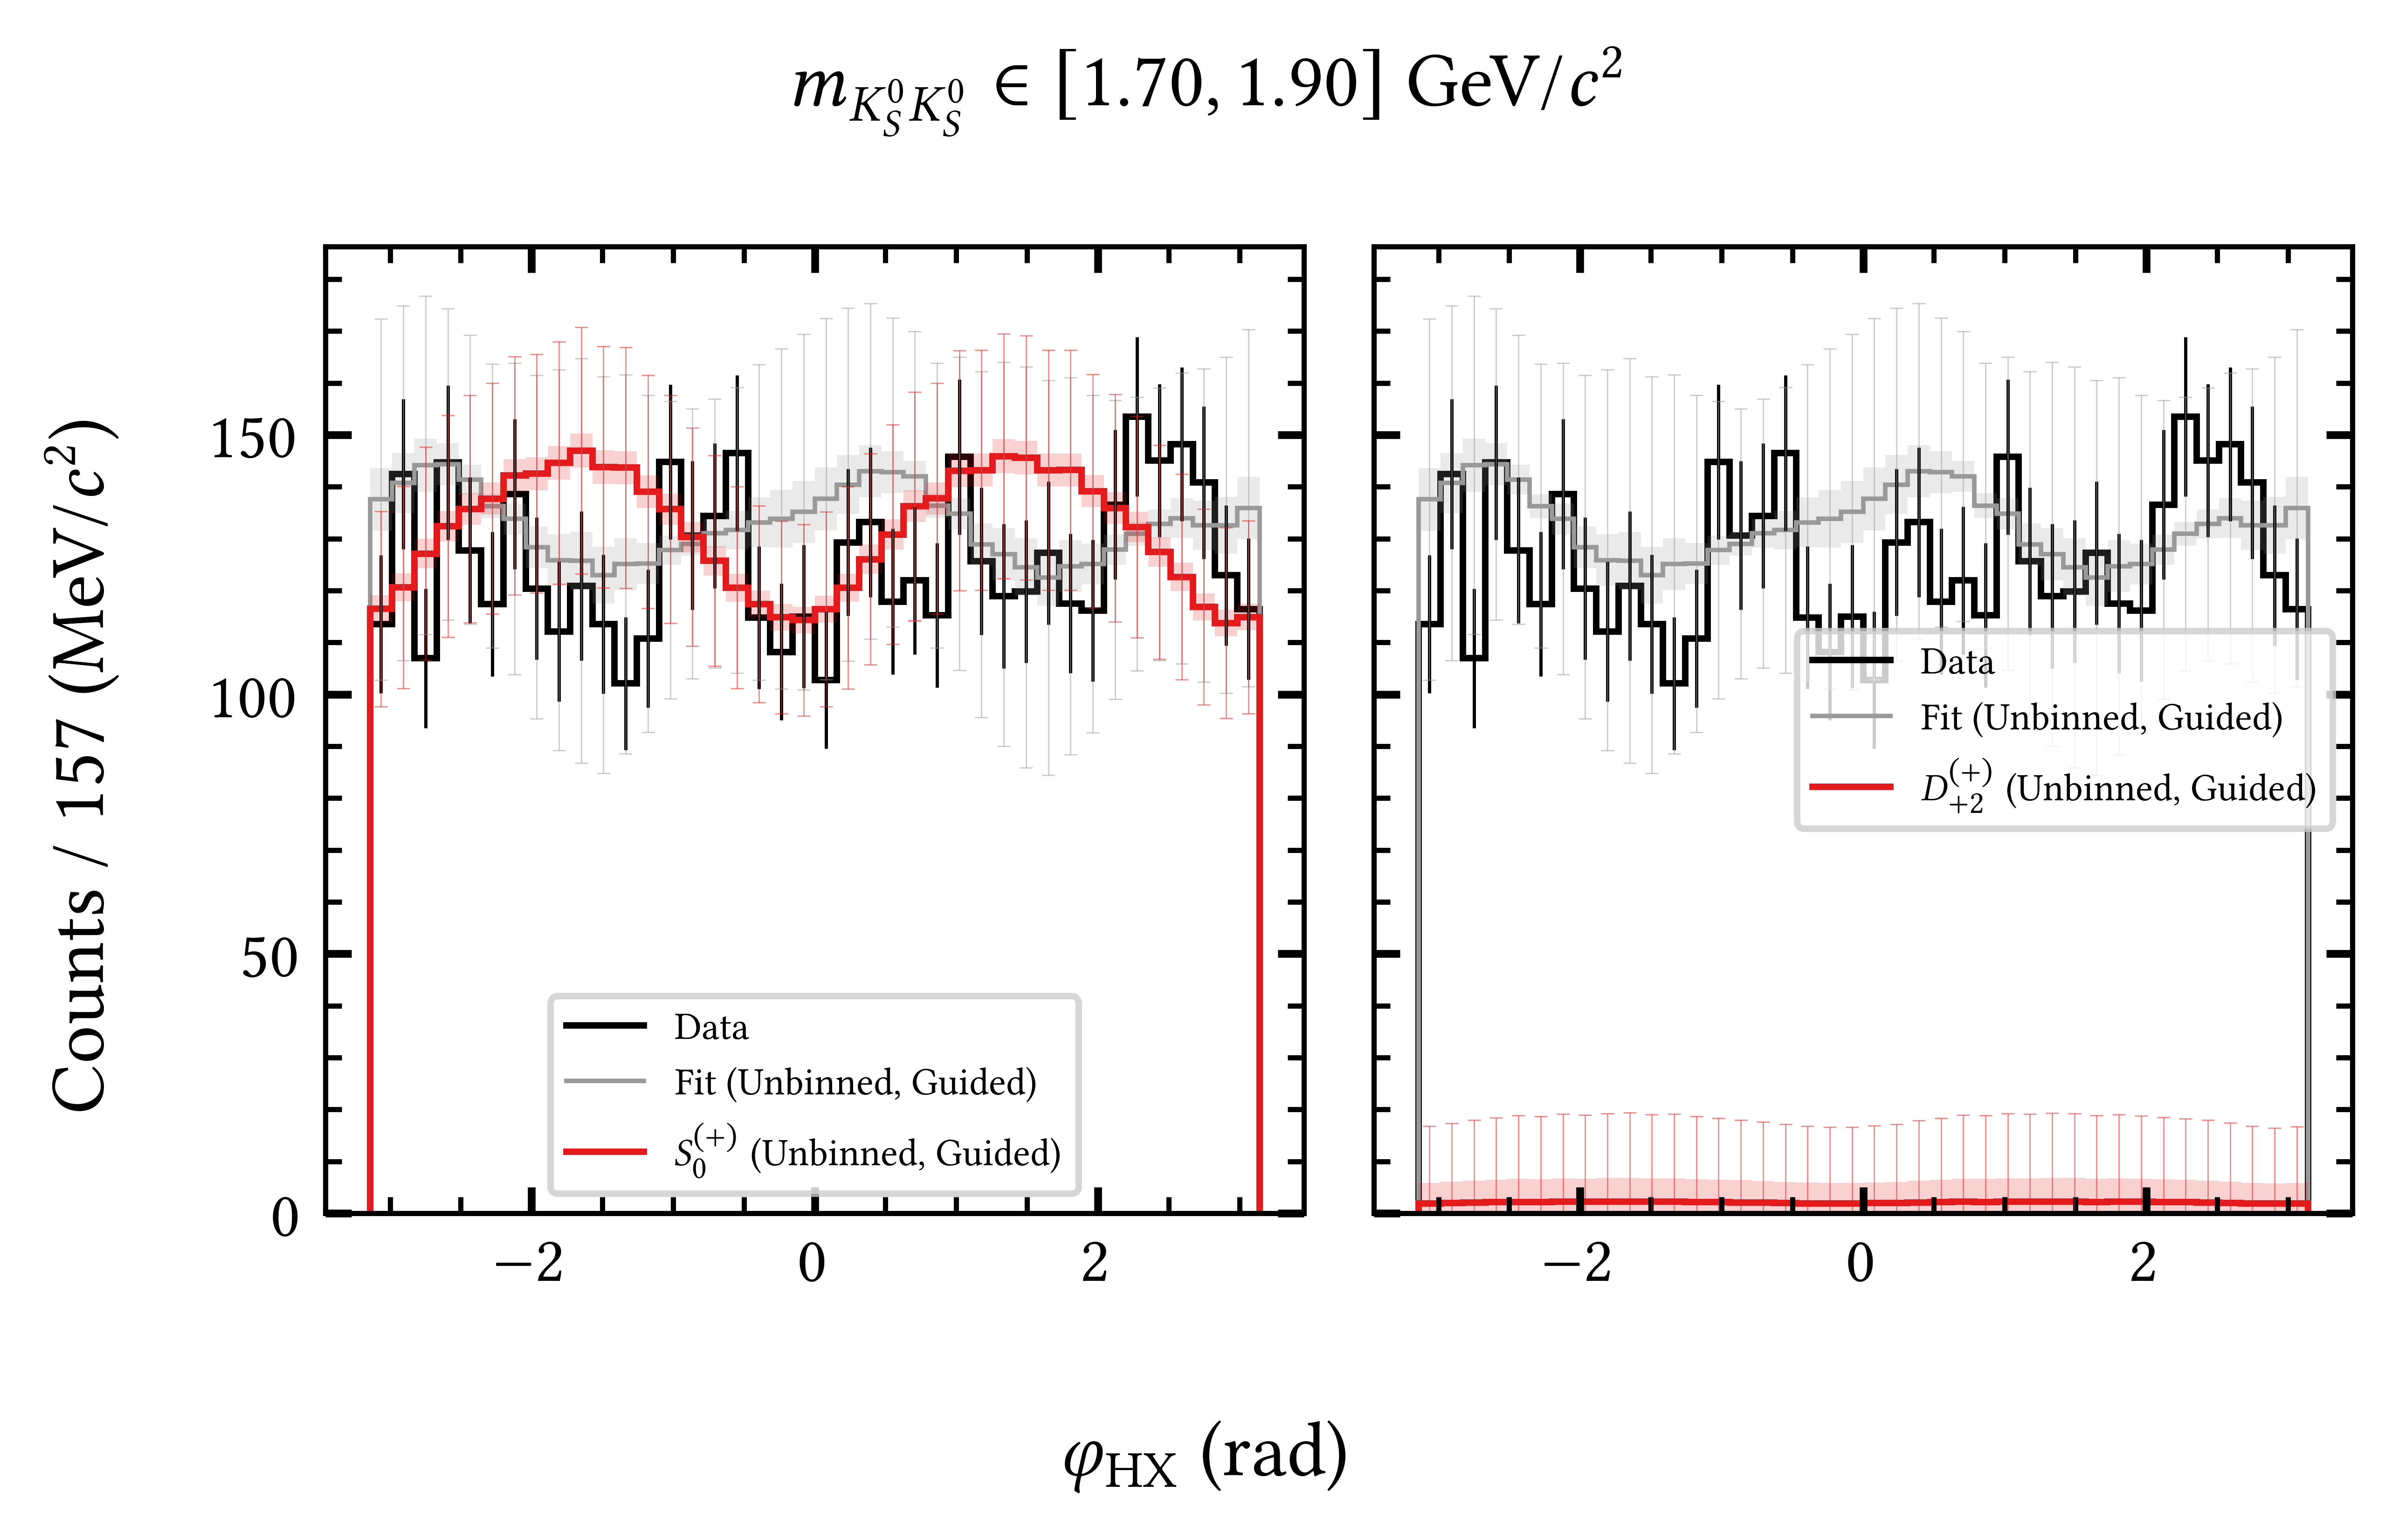 m_{K_S^0 K_S^0} ∈ [1.70, 1.90] GeV/c²
Counts / 157 (MeV/c²)
150
100
50
0
Data
Fit (Unbinned, Guided)
S_0^{(+)} (Unbinned, Guided)
−2
0
2
Data
Fit (Unbinned, Guided)
D_{+2}^{(+)} (Unbinned, Guided)
−2
0
2
φ_{HX} (rad)